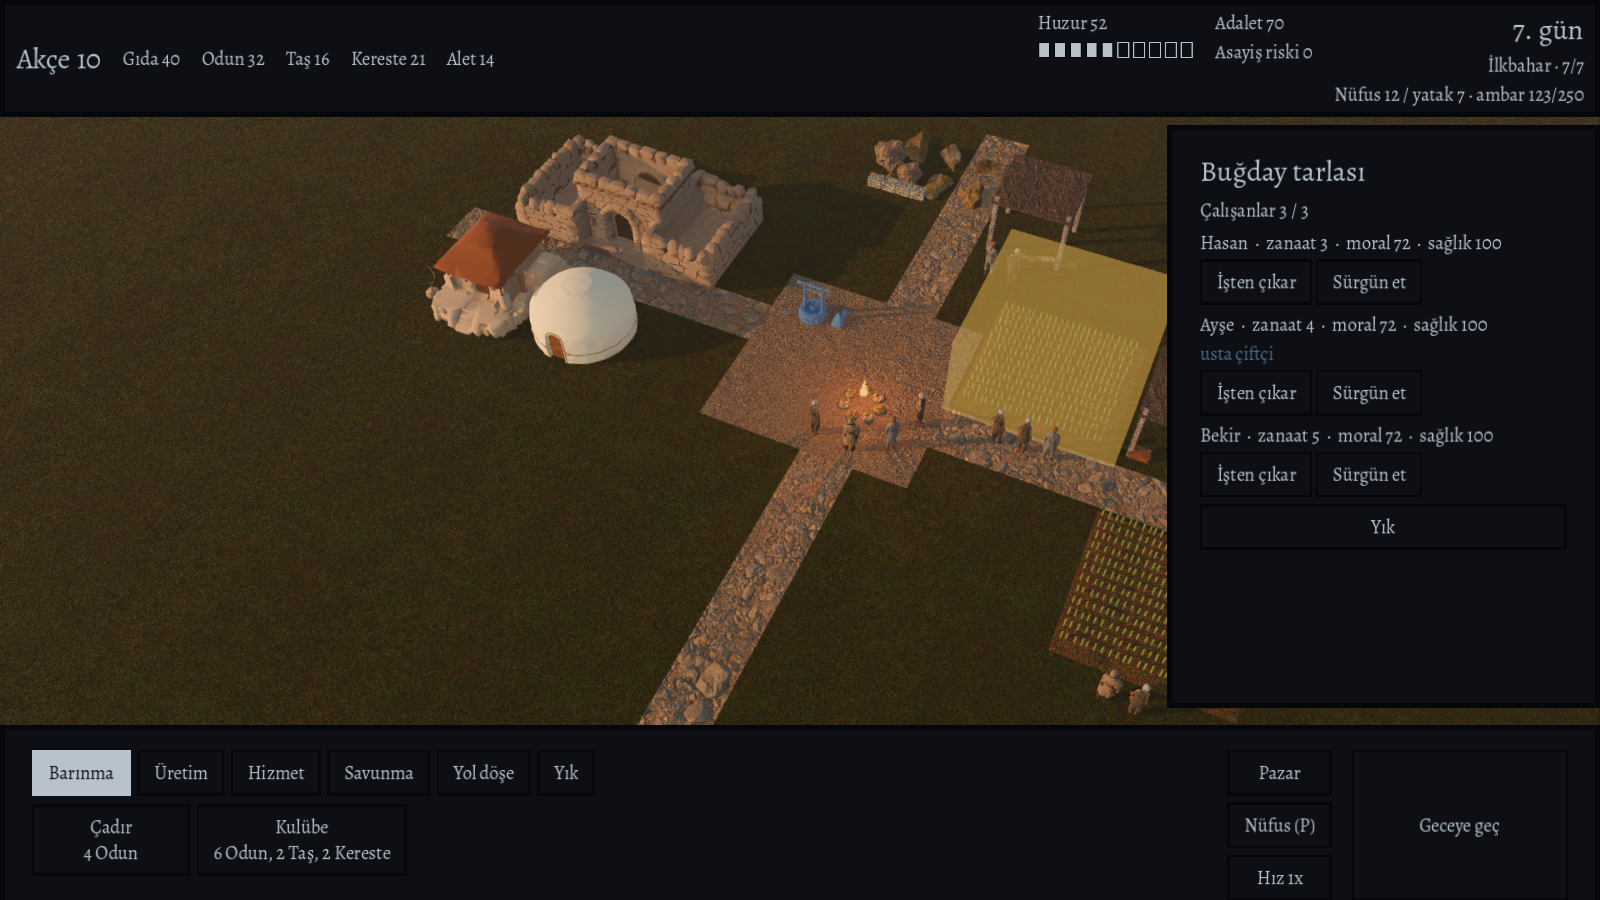 Akçe 10 Gıda 40 Odun 32 Taş 16 Kereste 21 Alet 14
Huzur 52
Adalet 70
Asayiş riski 0
7. gün
İlkbahar · 7/7
Nüfus 12 / yatak 7 · ambar 123/250
Buğday tarlası
Çalışanlar 3 / 3
Hasan · zanaat 3 · moral 72 · sağlık 100
İşten çıkar Sürgün et
Ayşe · zanaat 4 · moral 72 · sağlık 100
usta çiftçi
İşten çıkar Sürgün et
Bekir · zanaat 5 · moral 72 · sağlık 100
İşten çıkar Sürgün et
Yık
Barınma Üretim Hizmet Savunma Yol döşe Yık
Çadır
4 Odun
Kulübe
6 Odun, 2 Taş, 2 Kereste
Pazar
Nüfus (P)
Hız 1x
Geceye geç